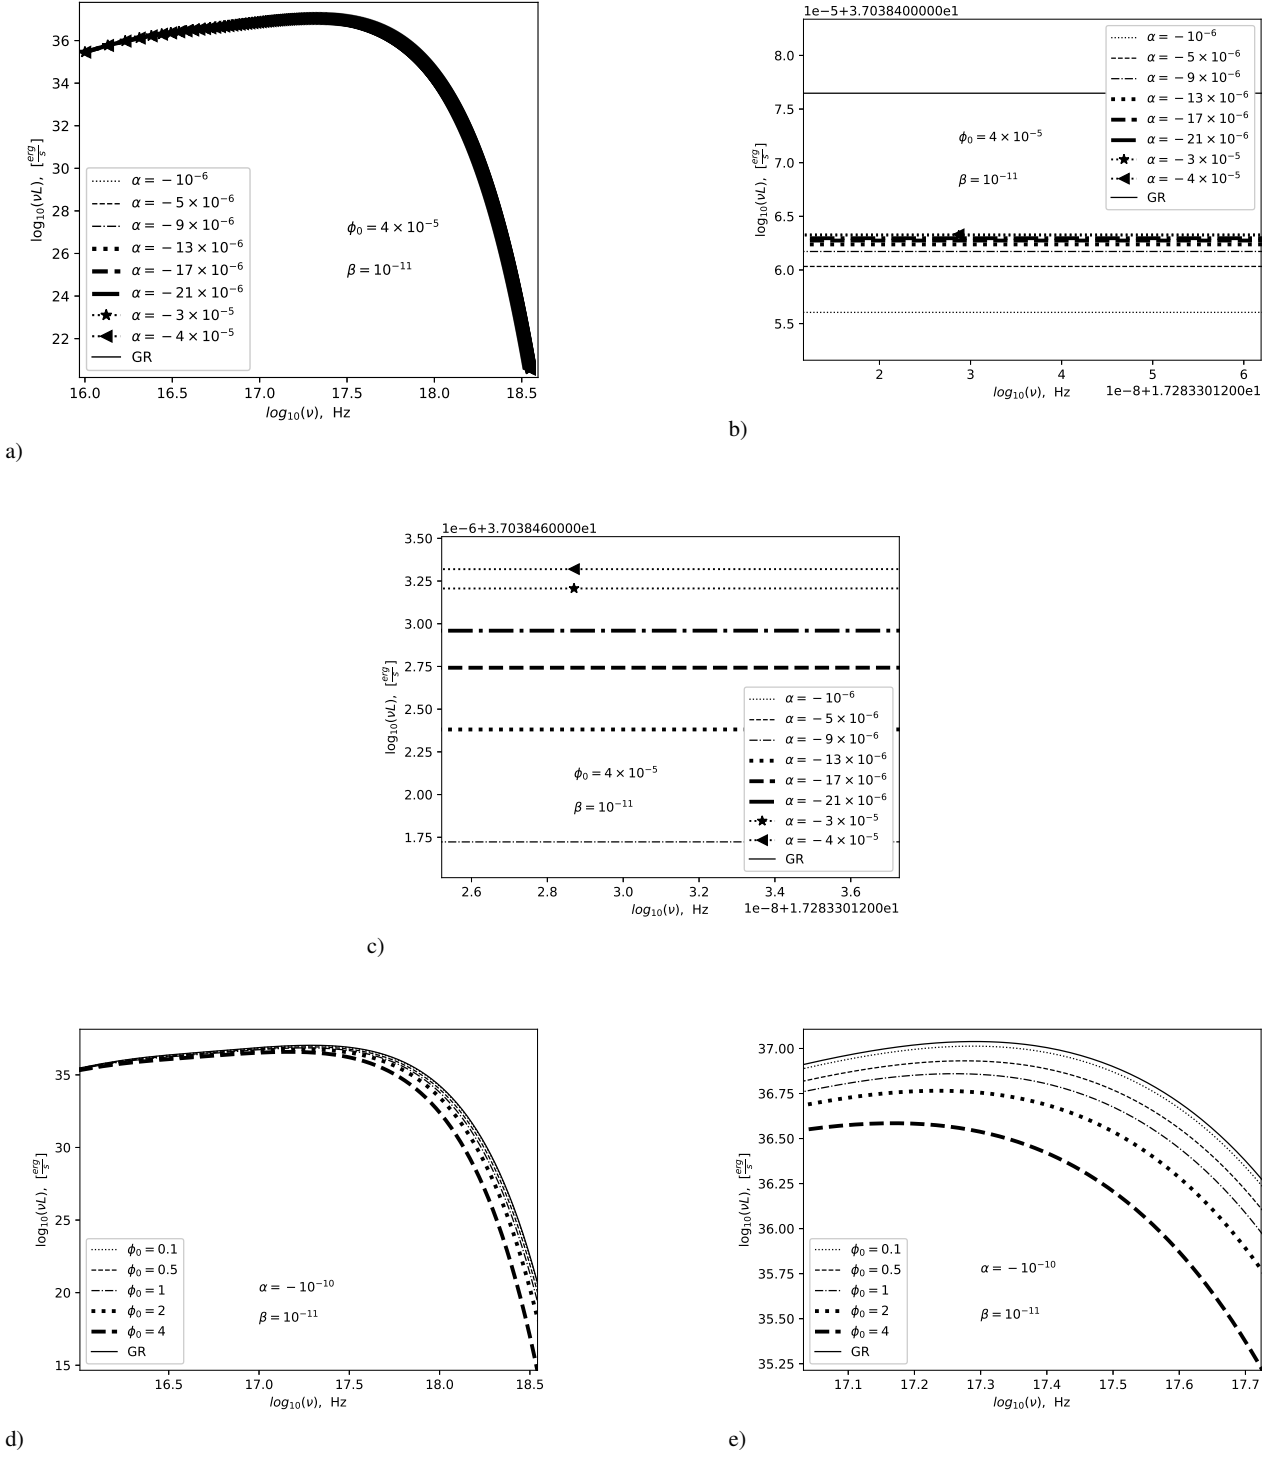 36
34
32
30
28
26
24
22
log₁₀(νL), [erg/s]
α = − 10⁻⁶
α = − 5 × 10⁻⁶
α = − 9 × 10⁻⁶
α = − 13 × 10⁻⁶
α = − 17 × 10⁻⁶
α = − 21 × 10⁻⁶
α = − 3 × 10⁻⁵
α = − 4 × 10⁻⁵
GR
ϕ₀ = 4 × 10⁻⁵
β = 10⁻¹¹
16.0 16.5 17.0 17.5 18.0 18.5
log₁₀(ν), Hz
a)
1e−5+3.7038400000e1
8.0
7.5
7.0
6.5
6.0
5.5
log₁₀(νL), [erg/s]
α = − 10⁻⁶
α = − 5 × 10⁻⁶
α = − 9 × 10⁻⁶
α = − 13 × 10⁻⁶
α = − 17 × 10⁻⁶
α = − 21 × 10⁻⁶
α = − 3 × 10⁻⁵
α = − 4 × 10⁻⁵
GR
ϕ₀ = 4 × 10⁻⁵
β = 10⁻¹¹
2 3 4 5 6
log₁₀(ν), Hz 1e−8+1.7283301200e1
b)
1e−6+3.7038460000e1
3.50
3.25
3.00
2.75
2.50
2.25
2.00
1.75
log₁₀(νL), [erg/s]
α = − 10⁻⁶
α = − 5 × 10⁻⁶
α = − 9 × 10⁻⁶
α = − 13 × 10⁻⁶
α = − 17 × 10⁻⁶
α = − 21 × 10⁻⁶
α = − 3 × 10⁻⁵
α = − 4 × 10⁻⁵
GR
ϕ₀ = 4 × 10⁻⁵
β = 10⁻¹¹
2.6 2.8 3.0 3.2 3.4 3.6
log₁₀(ν), Hz 1e−8+1.7283301200e1
c)
35
30
25
20
15
log₁₀(νL), [erg/s]
ϕ₀ = 0.1
ϕ₀ = 0.5
ϕ₀ = 1
ϕ₀ = 2
ϕ₀ = 4
GR
α = − 10⁻¹⁰
β = 10⁻¹¹
16.5 17.0 17.5 18.0 18.5
log₁₀(ν), Hz
d)
37.00
36.75
36.50
36.25
36.00
35.75
35.50
35.25
log₁₀(νL), [erg/s]
ϕ₀ = 0.1
ϕ₀ = 0.5
ϕ₀ = 1
ϕ₀ = 2
ϕ₀ = 4
GR
α = − 10⁻¹⁰
β = 10⁻¹¹
17.1 17.2 17.3 17.4 17.5 17.6 17.7
log₁₀(ν), Hz
e)